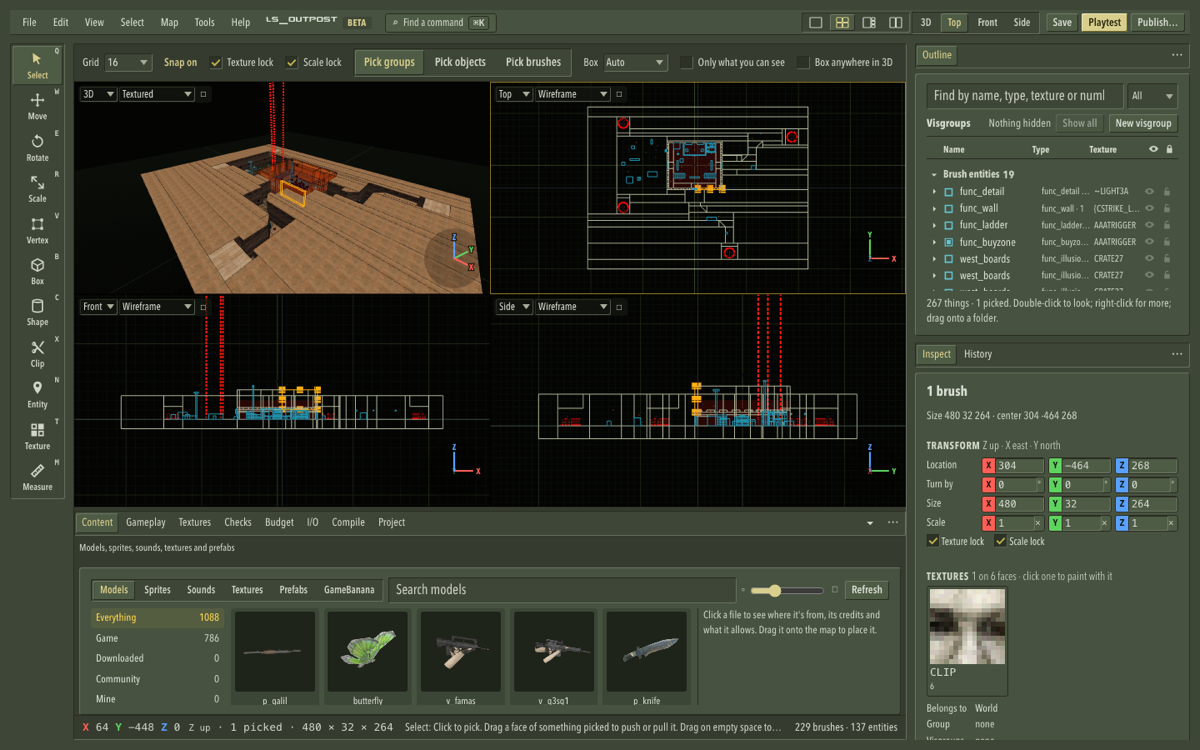 File Edit View Select Map Tools Help LS_OUTPOST BETA Find a command ⌘K 3D Top Front Side Save Playtest Publish...
Q
Select
W
Move
E
Rotate
R
Scale
V
Vertex
B
Box
C
Shape
X
Clip
N
Entity
T
Texture
M
Measure
Grid 16 Snap on Texture lock Scale lock Pick groups Pick objects Pick brushes Box Auto Only what you can see Box anywhere in 3D
3D Textured
Z
Y
X
Top Wireframe
Y
X
Front Wireframe
Z
X
Side Wireframe
Z
Y
Content Gameplay Textures Checks Budget I/O Compile Project ...
Models, sprites, sounds, textures and prefabs
Models Sprites Sounds Textures Prefabs GameBanana Search models Refresh
Everything 1088
Game 786
Downloaded 0
Community 0
Mine 0
p_galil butterfly v_famas v_g3sg1 p_knife
Click a file to see where it's from, its credits and
what it allows. Drag it onto the map to place it.
X 64 Y −448 Z 0 Z up · 1 picked · 480 × 32 × 264 Select: Click to pick. Drag a face of something picked to push or pull it. Drag on empty space to... 229 brushes · 137 entities
Outline ...
Find by name, type, texture or numl All
Visgroups Nothing hidden Show all New visgroup
Name Type Texture
Brush entities 19
func_detail func_detail ... ~LIGHT3A
func_wall func_wall · 1 {CSTRIKE_L...
func_ladder func_ladder... AAATRIGGER
func_buyzone func_buyzo... AAATRIGGER
west_boards func_illusio... CRATE27
west_boards func_illusio... CRATE27
267 things · 1 picked. Double-click to look; right-click for more;
drag onto a folder.
Inspect History ...
1 brush
Size 480 32 264 · center 304 -464 268
TRANSFORM Z up · X east · Y north
Location X 304 Y −464 Z 268
Turn by X 0 ° Y 0 ° Z 0 °
Size X 480 Y 32 Z 264
Scale X 1 × Y 1 × Z 1 ×
Texture lock Scale lock
TEXTURES 1 on 6 faces · click one to paint with it
CLIP
6
Belongs to World
Group none